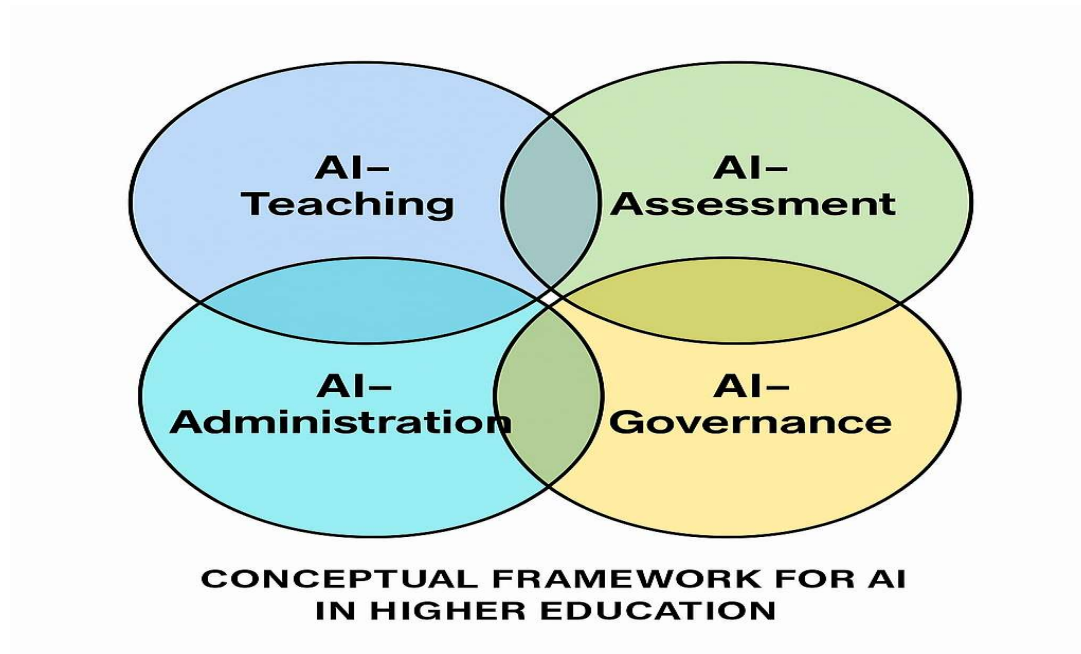 AI–
Teaching
AI–
Assessment
AI–
Administration
AI–
Governance
CONCEPTUAL FRAMEWORK FOR AI
IN HIGHER EDUCATION